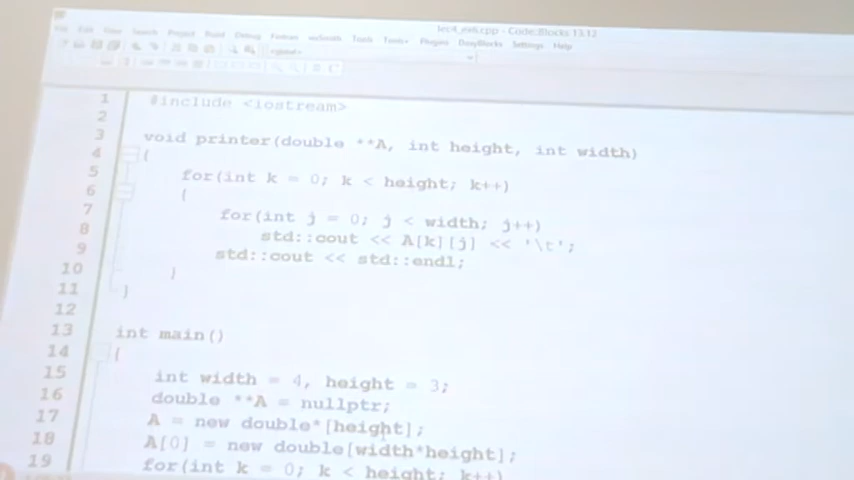 lec4_ex6.cpp - Code::Blocks 13.12
File Edit View Search Project Build Debug Fortran wxSmith Tools Tools+ Plugins DoxyBlocks Settings Help
1 #include <iostream>
2
3 void printer(double **A, int height, int width)
4 {
5 for(int k = 0; k < height; k++)
6 {
7 for(int j = 0; j < width; j++)
8 std::cout << A[k][j] << '\t';
9 std::cout << std::endl;
10 }
11 }
12
13 int main()
14 {
15 int width = 4, height = 3;
16 double **A = nullptr;
17 A = new double*[height];
18 A[0] = new double[width*height];
19 for(int k = 0; k < height; k++)